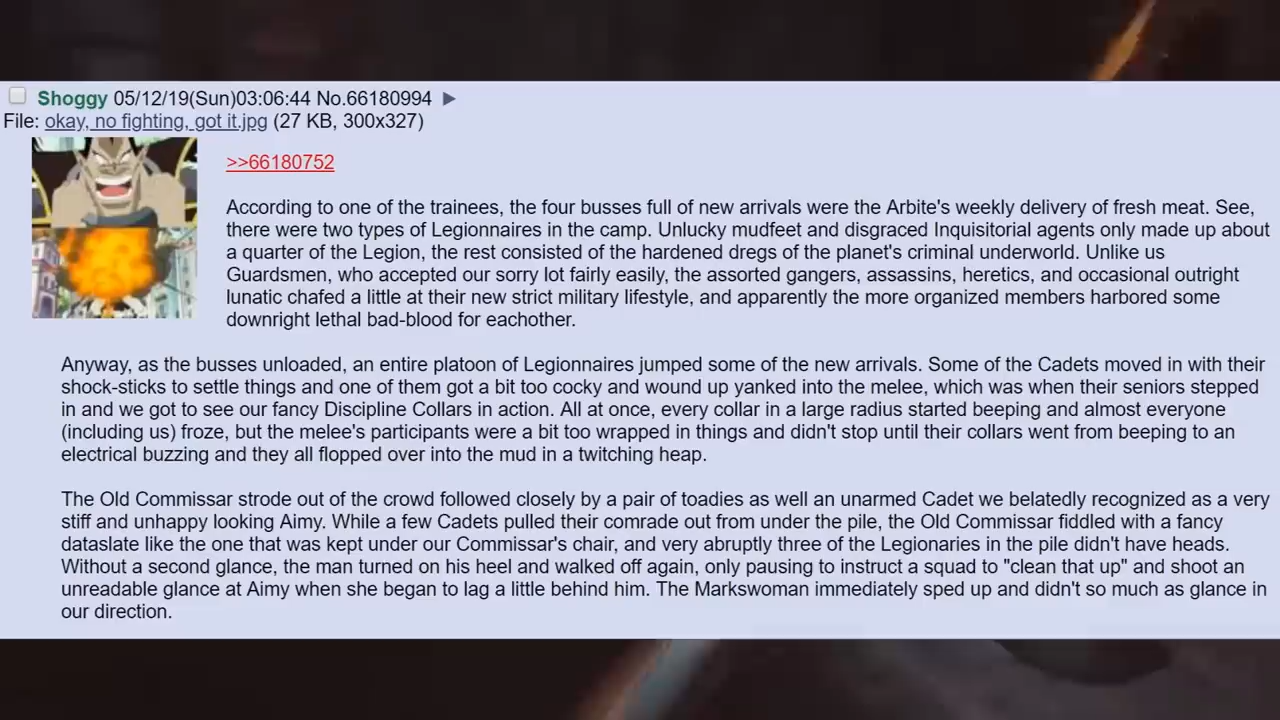 Shoggy 05/12/19(Sun)03:06:44 No.66180994 ▶
File: okay, no fighting, got it.jpg (27 KB, 300x327)
>>66180752
According to one of the trainees, the four busses full of new arrivals were the Arbite's weekly delivery of fresh meat. See,
there were two types of Legionnaires in the camp. Unlucky mudfeet and disgraced Inquisitorial agents only made up about
a quarter of the Legion, the rest consisted of the hardened dregs of the planet's criminal underworld. Unlike us
Guardsmen, who accepted our sorry lot fairly easily, the assorted gangers, assassins, heretics, and occasional outright
lunatic chafed a little at their new strict military lifestyle, and apparently the more organized members harbored some
downright lethal bad-blood for eachother.
Anyway, as the busses unloaded, an entire platoon of Legionnaires jumped some of the new arrivals. Some of the Cadets moved in with their
shock-sticks to settle things and one of them got a bit too cocky and wound up yanked into the melee, which was when their seniors stepped
in and we got to see our fancy Discipline Collars in action. All at once, every collar in a large radius started beeping and almost everyone
(including us) froze, but the melee's participants were a bit too wrapped in things and didn't stop until their collars went from beeping to an
electrical buzzing and they all flopped over into the mud in a twitching heap.
The Old Commissar strode out of the crowd followed closely by a pair of toadies as well an unarmed Cadet we belatedly recognized as a very
stiff and unhappy looking Aimy. While a few Cadets pulled their comrade out from under the pile, the Old Commissar fiddled with a fancy
dataslate like the one that was kept under our Commissar's chair, and very abruptly three of the Legionaries in the pile didn't have heads.
Without a second glance, the man turned on his heel and walked off again, only pausing to instruct a squad to "clean that up" and shoot an
unreadable glance at Aimy when she began to lag a little behind him. The Markswoman immediately sped up and didn't so much as glance in
our direction.